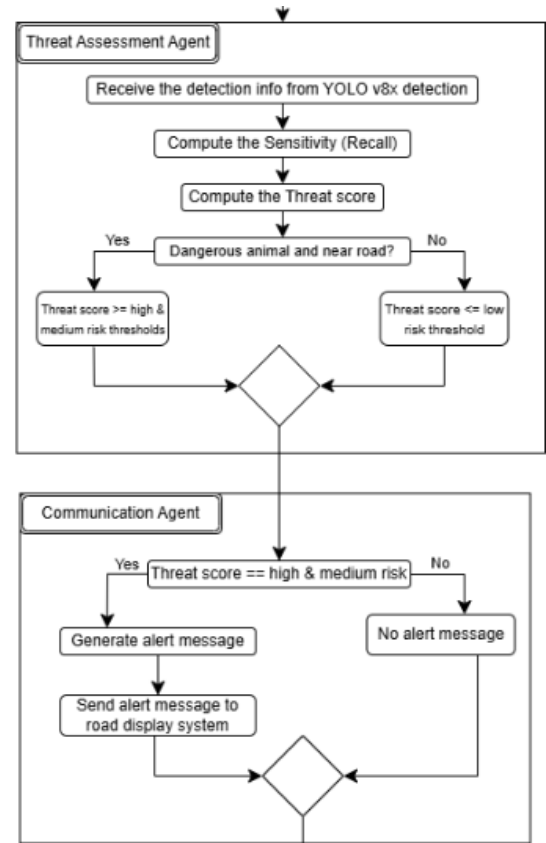 Threat Assessment Agent
Receive the detection info from YOLO v8x detection
Compute the Sensitivity (Recall)
Compute the Threat score
Yes
Dangerous animal and near road?
No
Threat score >= high &
medium risk thresholds
Threat score <= low
risk threshold
Communication Agent
Yes
Threat score == high & medium risk
No
Generate alert message
No alert message
Send alert message to
road display system